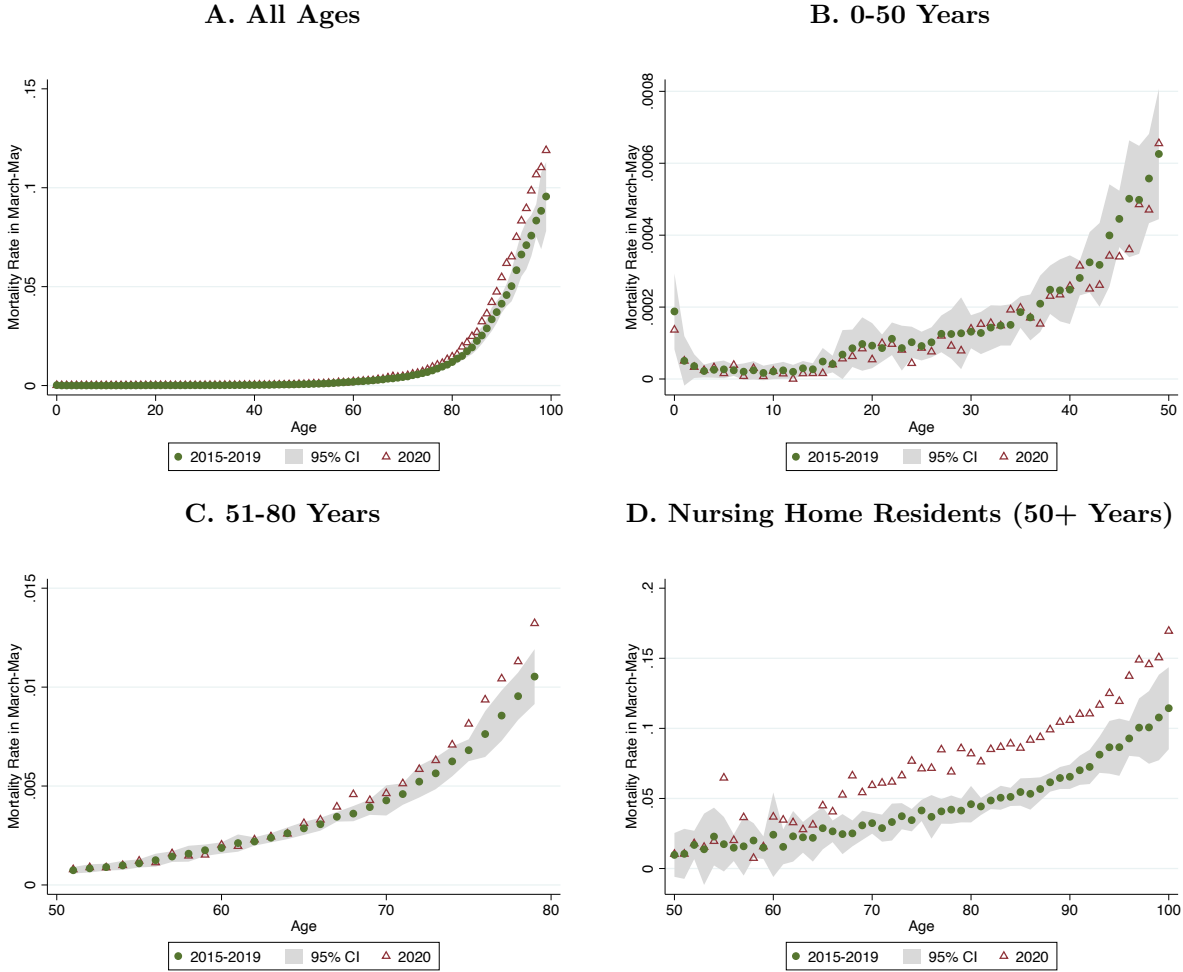 A. All Ages
Mortality Rate in March-May
0 .05 .1 .15
0 20 40 60 80 100
Age
2015-2019 95% CI 2020
B. 0-50 Years
Mortality Rate in March-May
0 .0002 .0004 .0006 .0008
0 10 20 30 40 50
Age
2015-2019 95% CI 2020
C. 51-80 Years
Mortality Rate in March-May
0 .005 .01 .015
50 60 70 80
Age
2015-2019 95% CI 2020
D. Nursing Home Residents (50+ Years)
Mortality Rate in March-May
0 .05 .1 .15 .2
50 60 70 80 90 100
Age
2015-2019 95% CI 2020